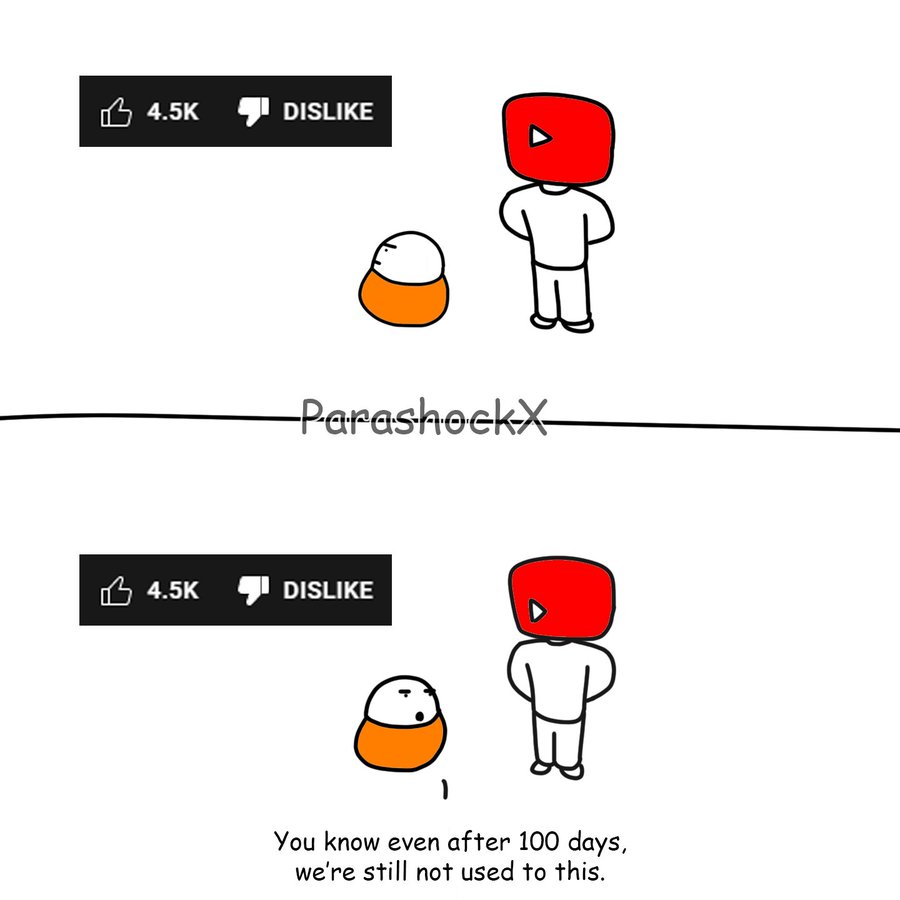 4.5K DISLIKE
ParashockX
4.5K DISLIKE
You know even after 100 days,
we're still not used to this.